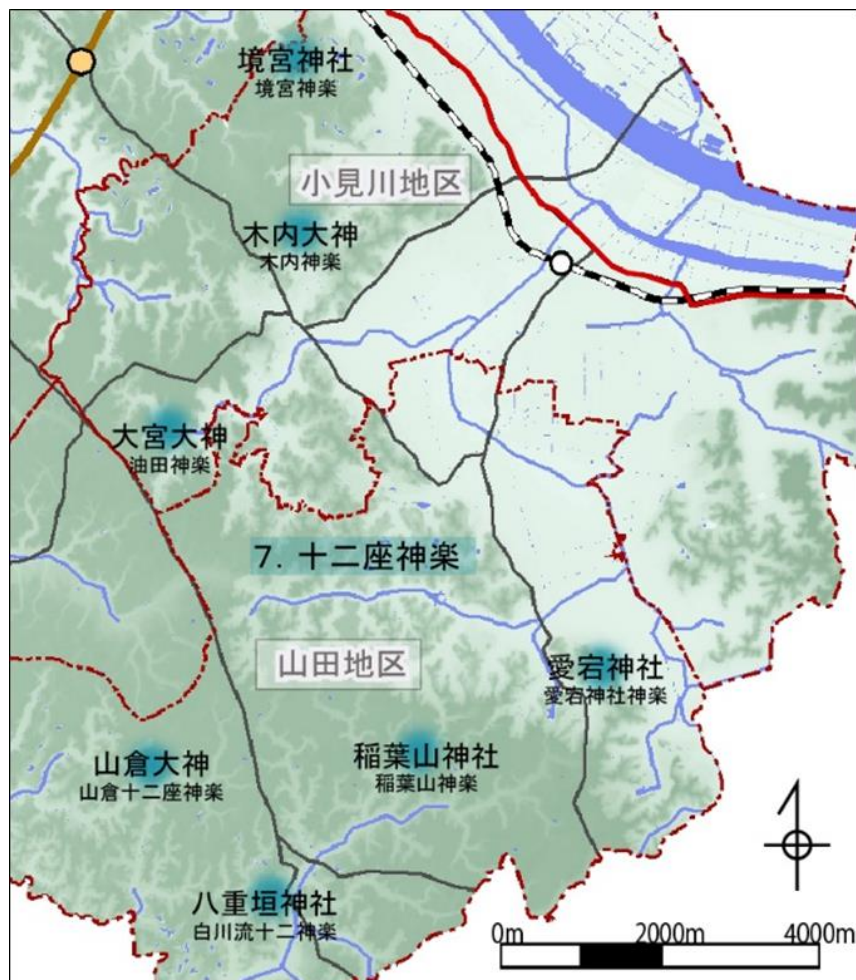 境宮神社
境宮神楽
小見川地区
木内大神
木内神楽
大宮大神
油田神楽
7. 十二座神楽
山田地区
愛宕神社
愛宕神社神楽
山倉大神
山倉十二座神楽
稲葉山神社
稲葉山神楽
八重垣神社
白川流十二神楽
0m 2000m 4000m